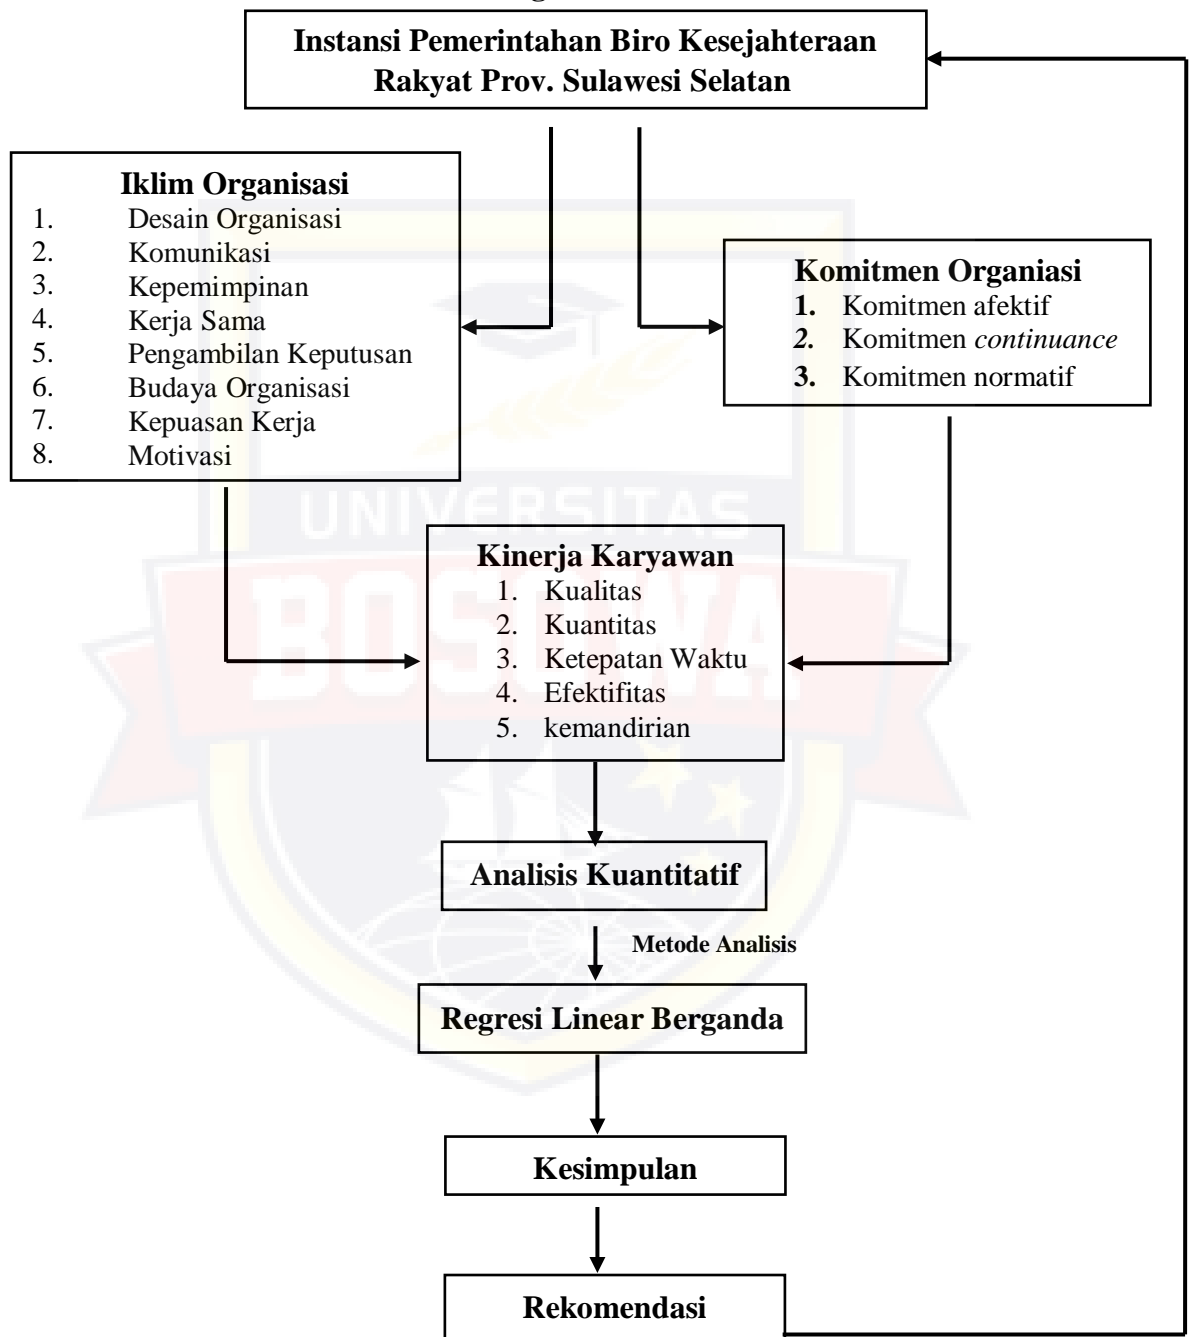 Instansi Pemerintahan Biro Kesejahteraan
Rakyat Prov. Sulawesi Selatan
Iklim Organisasi
1. Desain Organisasi
2. Komunikasi
3. Kepemimpinan
4. Kerja Sama
5. Pengambilan Keputusan
6. Budaya Organisasi
7. Kepuasan Kerja
8. Motivasi
Komitmen Organiasi
1. Komitmen afektif
2. Komitmen continuance
3. Komitmen normatif
UNIVERSITAS
BOSOWA
Kinerja Karyawan
1. Kualitas
2. Kuantitas
3. Ketepatan Waktu
4. Efektifitas
5. kemandirian
Analisis Kuantitatif
Metode Analisis
Regresi Linear Berganda
Kesimpulan
Rekomendasi